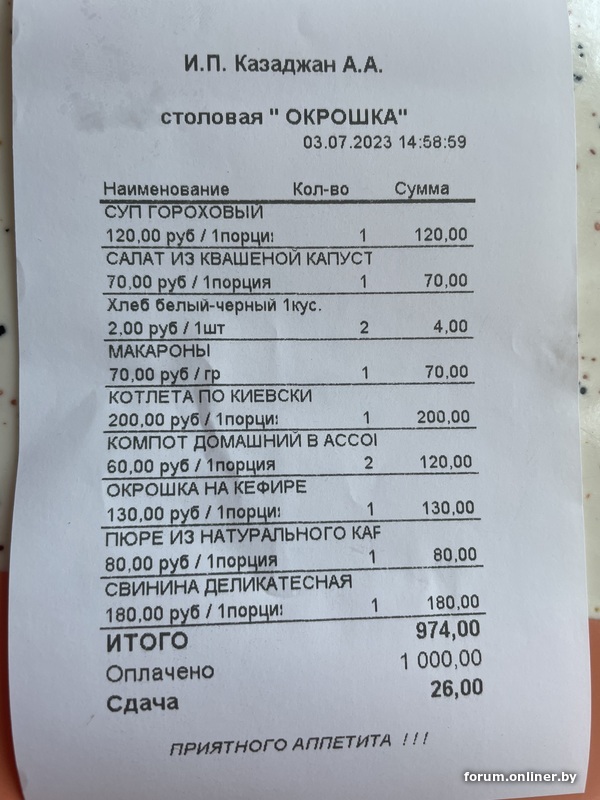 И.П. Казаджан А.А.
столовая " ОКРОШКА"
03.07.2023 14:58:59
Наименование Кол-во Сумма
СУП ГОРОХОВЫЙ
120,00 руб / 1порци 1 120,00
САЛАТ ИЗ КВАШЕНОЙ КАПУСТ
70,00 руб / 1порция 1 70,00
Хлеб белый-черный 1кус.
2,00 руб / 1шт 2 4,00
МАКАРОНЫ
70,00 руб / гр 1 70,00
КОТЛЕТА ПО КИЕВСКИ
200,00 руб / 1порци 1 200,00
КОМПОТ ДОМАШНИЙ В АССОІ
60,00 руб / 1порция 2 120,00
ОКРОШКА НА КЕФИРЕ
130,00 руб / 1порци 1 130,00
ПЮРЕ ИЗ НАТУРАЛЬНОГО КАР
80,00 руб / 1порция 1 80,00
СВИНИНА ДЕЛИКАТЕСНАЯ
180,00 руб / 1порци 1 180,00
ИТОГО 974,00
Оплачено 1 000,00
Сдача 26,00
ПРИЯТНОГО АППЕТИТА !!!
forum.onliner.by